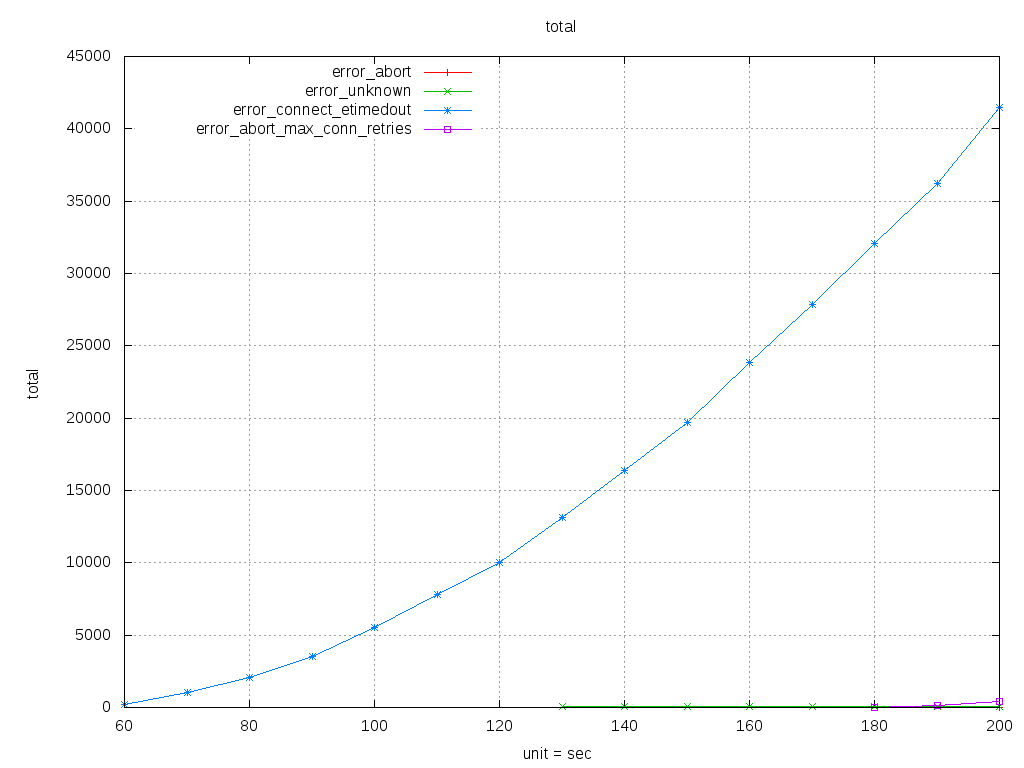 total
45000
40000
35000
30000
25000
20000
15000
10000
5000
0
total
error_abort
error_unknown
error_connect_etimedout
error_abort_max_conn_retries
60 80 100 120 140 160 180 200
unit = sec